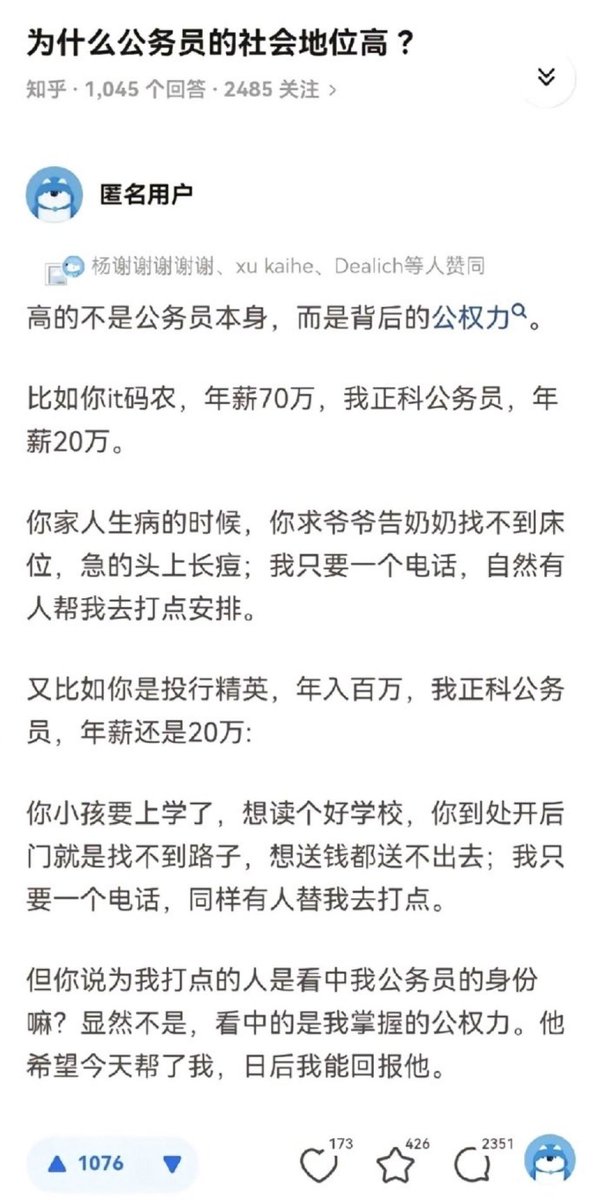 为什么公务员的社会地位高？
知乎 · 1,045 个回答 · 2485 关注 >
匿名用户
杨谢谢谢谢谢、xu kaihe、Dealich等人赞同
高的不是公务员本身，而是背后的公权力。
比如你it码农，年薪70万，我正科公务员，年
薪20万。
你家人生病的时候，你求爷爷告奶奶找不到床
位，急的头上长痘；我只要一个电话，自然有
人帮我去打点安排。
又比如你是投行精英，年入百万，我正科公务
员，年薪还是20万:
你小孩要上学了，想读个好学校，你到处开后
门就是找不到路子，想送钱都送不出去；我只
要一个电话，同样有人替我去打点。
但你说为我打点的人是看中我公务员的身份
嘛？显然不是，看中的是我掌握的公权力。他
希望今天帮了我，日后我能回报他。
1076
173
426
2351